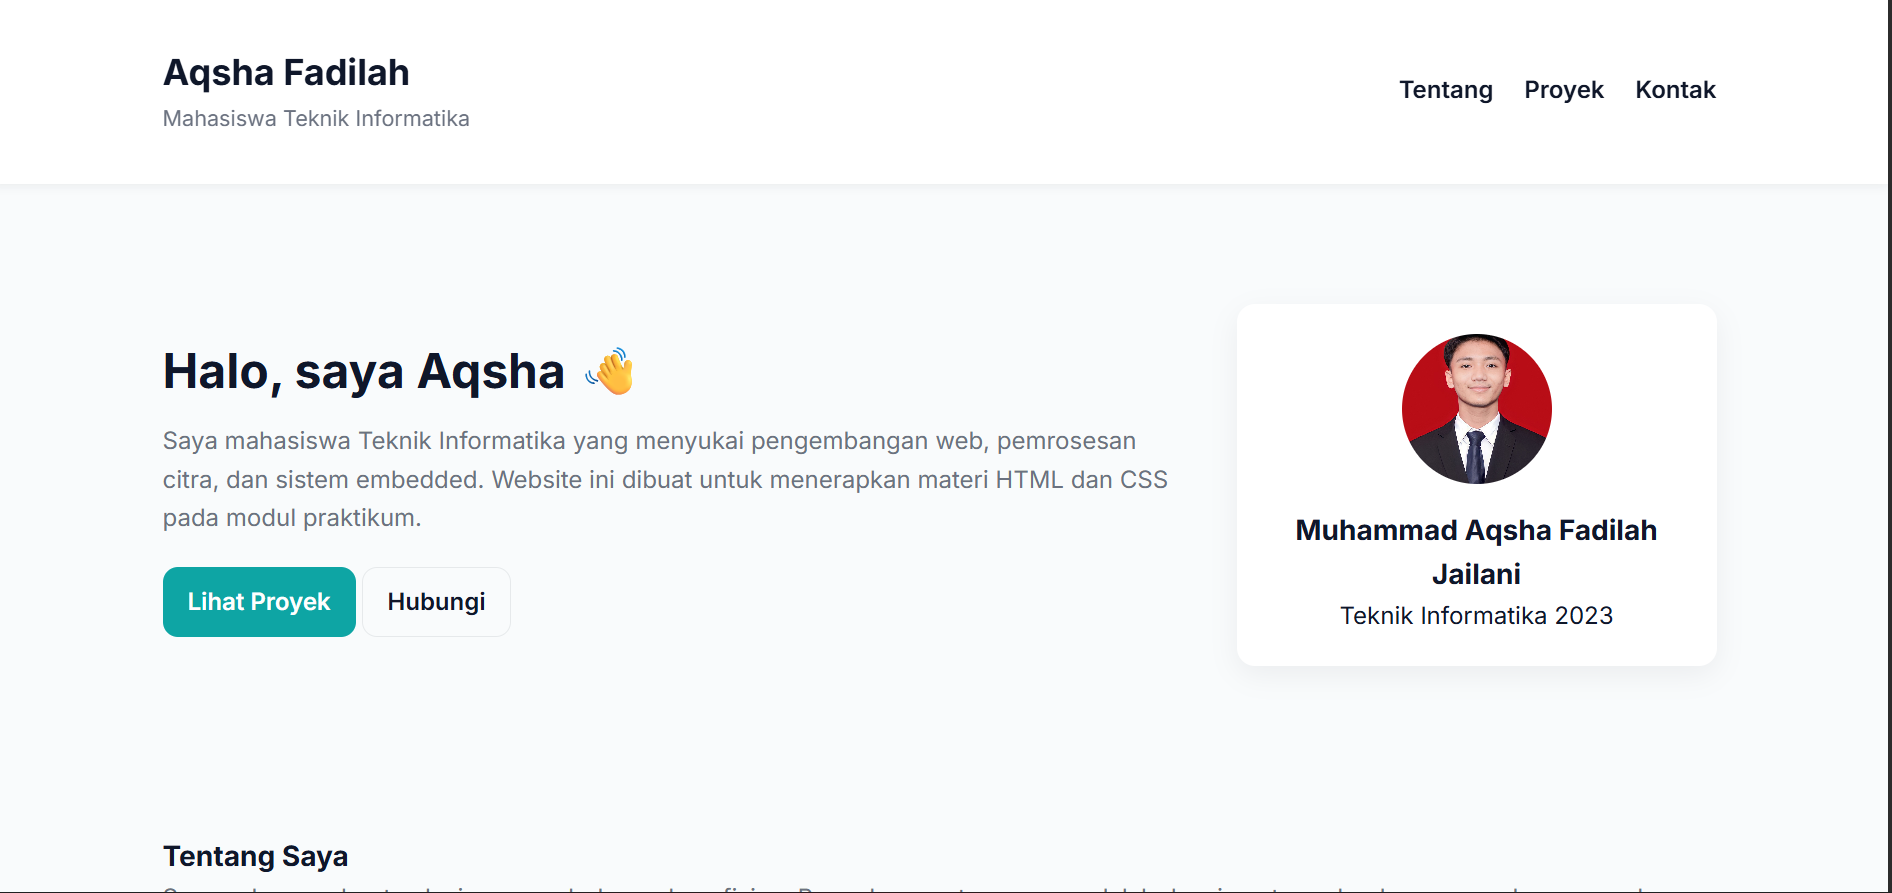 Aqsha Fadilah
Mahasiswa Teknik Informatika
Tentang Proyek Kontak
Halo, saya Aqsha 👋
Saya mahasiswa Teknik Informatika yang menyukai pengembangan web, pemrosesan
citra, dan sistem embedded. Website ini dibuat untuk menerapkan materi HTML dan CSS
pada modul praktikum.
Lihat Proyek Hubungi
Muhammad Aqsha Fadilah
Jailani
Teknik Informatika 2023
Tentang Saya